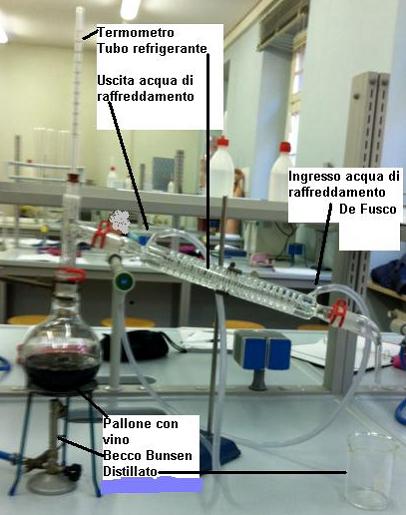 Termometro
Tubo refrigerante
Uscita acqua di
raffreddamento
Ingresso acqua di
raffreddamento
De Fusco
Pallone con
vino
Becco Bunsen
Distillato